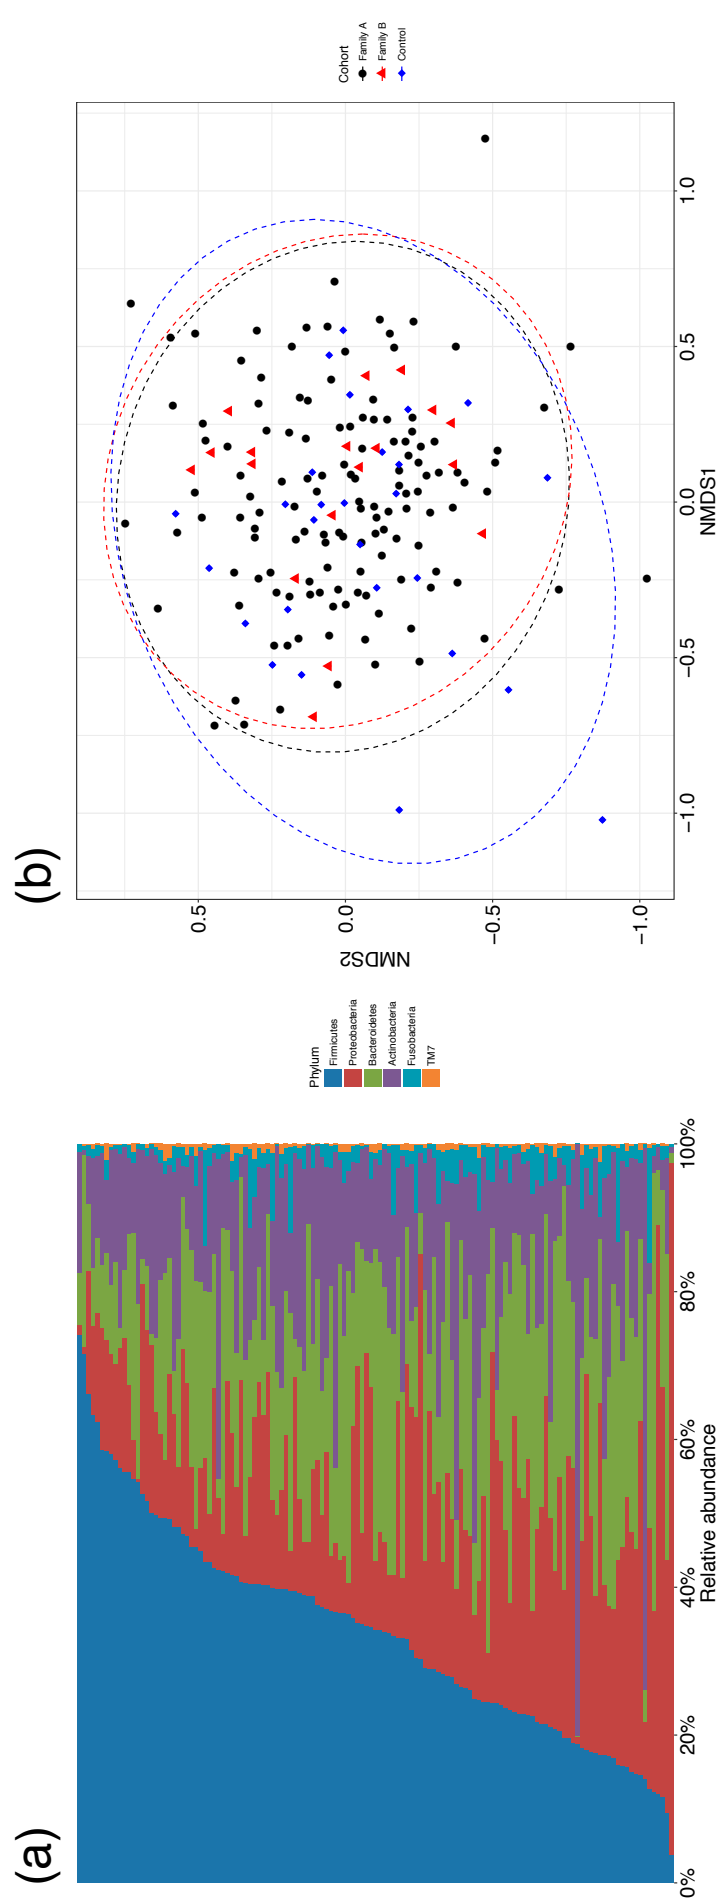 (a)
100%
80%
60%
40%
20%
0%
Relative abundance
Phylum
Firmicutes
Proteobacteria
Bacteroidetes
Actinobacteria
Fusobacteria
TM7
(b)
NMDS2
0.5
0.0
−0.5
−1.0
−1.0
−0.5
0.0
0.5
1.0
NMDS1
Cohort
Family A
Family B
Control